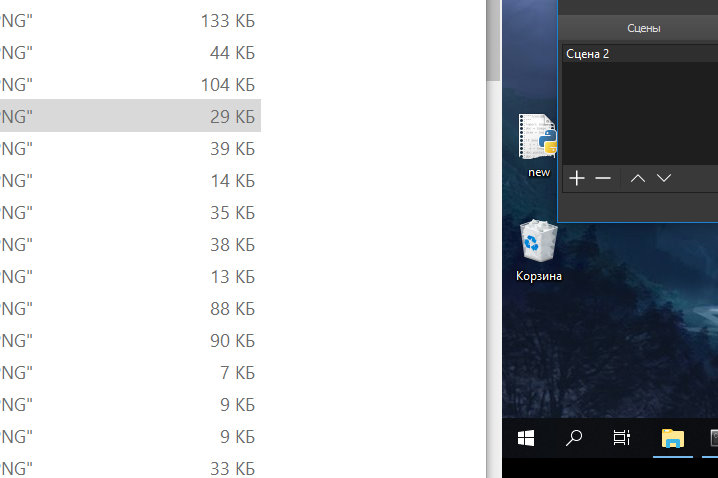 NG" 133 КБ
NG" 44 КБ
NG" 104 КБ
NG" 29 КБ
NG" 39 КБ
NG" 14 КБ
NG" 35 КБ
NG" 38 КБ
NG" 13 КБ
NG" 88 КБ
NG" 90 КБ
NG" 7 КБ
NG" 9 КБ
NG" 9 КБ
NG" 33 КБ
Сцены
Сцена 2
new
Корзина